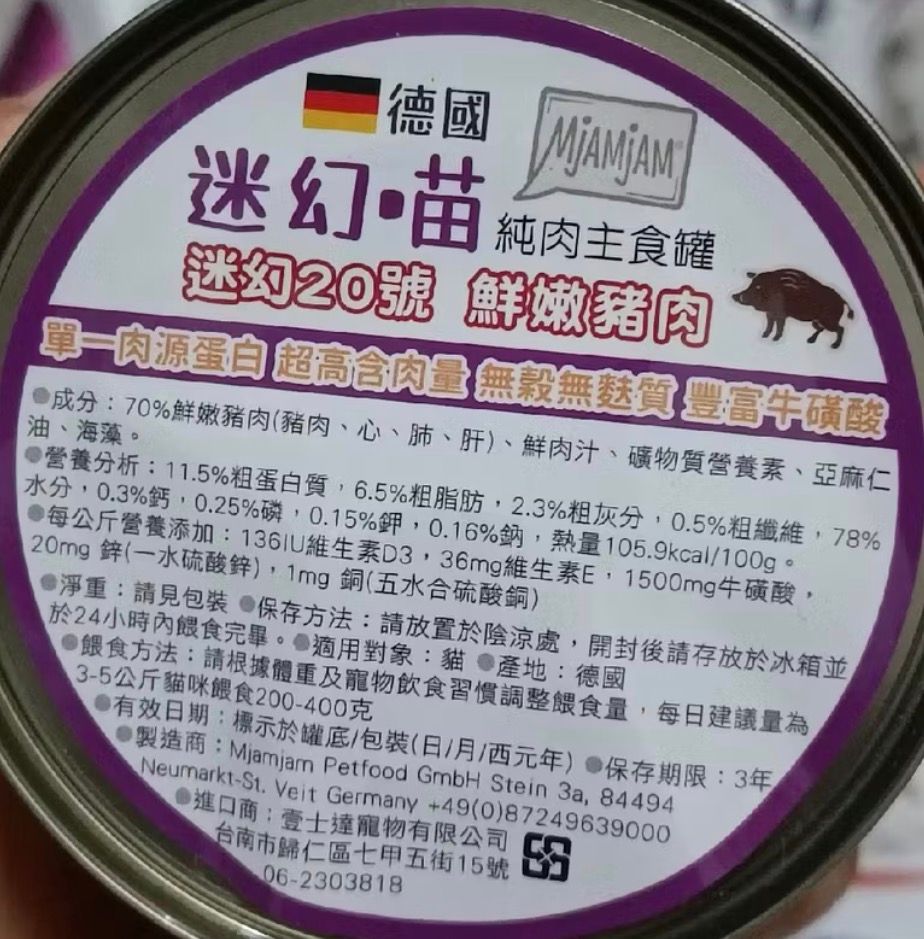 德國
MjAMjAM
迷幻·苗 純肉主食罐
迷幻20號 鮮嫩豬肉
單一肉源蛋白 超高含肉量 無穀無麩質 豐富牛磺酸
●成分：70%鮮嫩豬肉(豬肉、心、肺、肝)、鮮肉汁、礦物質營養素、亞麻仁
油、海藻。
●營養分析：11.5%粗蛋白質，6.5%粗脂肪，2.3%粗灰分，0.5%粗纖維，78%
水分，0.3%鈣，0.25%磷，0.15%鉀，0.16%鈉，熱量105.9kcal/100g。
●每公斤營養添加：136IU維生素D3，36mg維生素E，1500mg牛磺酸，
20mg 鋅(一水硫酸鋅)，1mg 銅(五水合硫酸銅)
●淨重：請見包裝 ●保存方法：請放置於陰涼處，開封後請存放於冰箱並
於24小時內餵食完畢。●適用對象：貓 ●產地：德國
●餵食方法：請根據體重及寵物飲食習慣調整餵食量，每日建議量為
3-5公斤貓咪餵食200-400克
●有效日期：標示於罐底/包裝(日/月/西元年) ●保存期限：3年
●製造商：Mjamjam Petfood GmbH Stein 3a, 84494
Neumarkt-St. Veit Germany +49(0)87249639000
●進口商：壹士達寵物有限公司
台南市歸仁區七甲五街15號
06-2303818